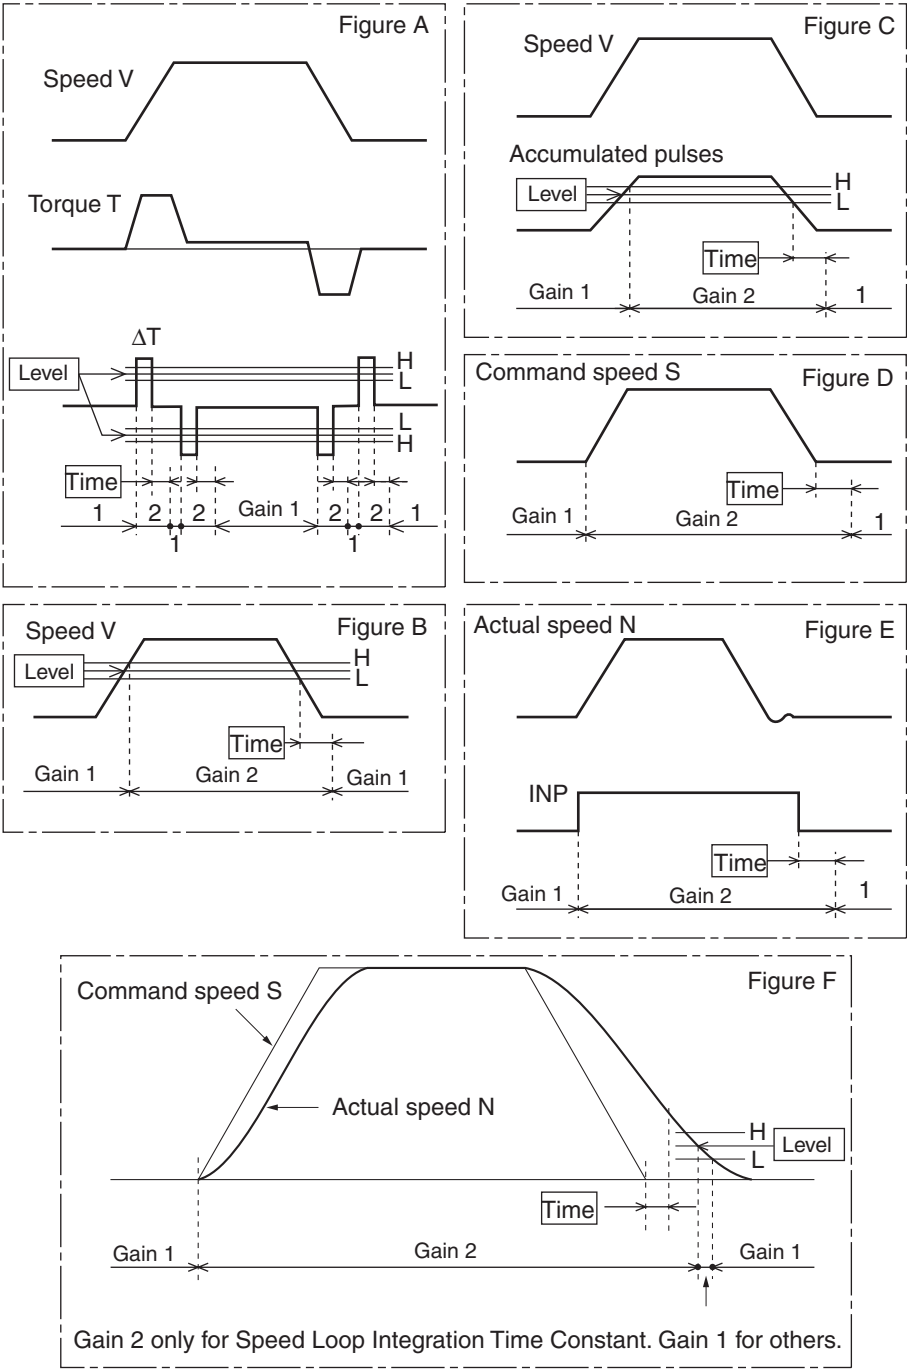 Figure A
Speed V
Torque T
ΔT
Level
H
L
L
H
Time
1 2 2 Gain 1 2 2 1
1 1
Figure B
Speed V
Level
H
L
Time
Gain 1 Gain 2 Gain 1
Figure C
Speed V
Accumulated pulses
Level
H
L
Time
Gain 1 Gain 2 1
Figure D
Command speed S
Time
Gain 1 Gain 2 1
Figure E
Actual speed N
INP
Time
Gain 1 Gain 2 1
Figure F
Command speed S
Actual speed N
H
Level
L
Time
Gain 1 Gain 2 Gain 1
Gain 2 only for Speed Loop Integration Time Constant. Gain 1 for others.